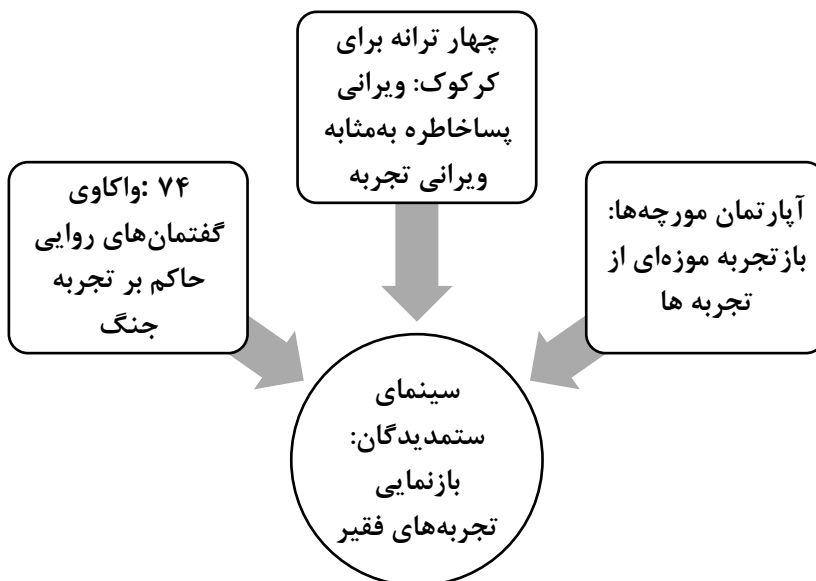 چهار ترانه برای
کرکوک: ویرانی
پساخاطره به‌مثابه
ویرانی تجربه
آپارتمان مورچه‌ها:
بازتجربه موزه‌ای از
تجربه ها
۷۴ :واکاوی
گفتمان‌های روایی
حاکم بر تجربه
جنگ
سینمای
ستمدیدگان:
بازنمایی
تجربه‌های فقیر